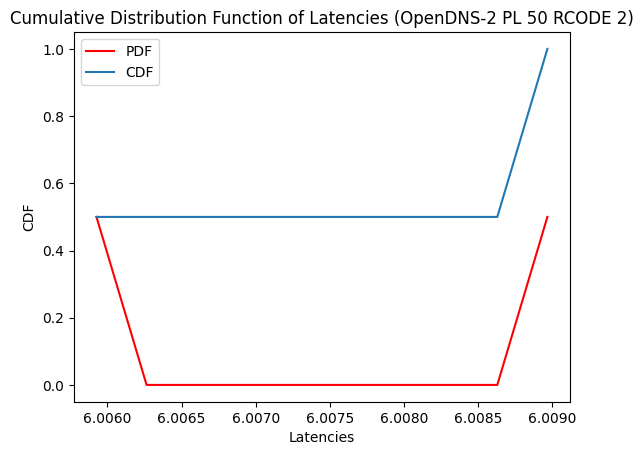 Cumulative Distribution Function of Latencies (OpenDNS-2 PL 50 RCODE 2)
PDF
CDF
1.0
0.8
0.6
0.4
0.2
0.0
CDF
6.0060 6.0065 6.0070 6.0075 6.0080 6.0085 6.0090
Latencies